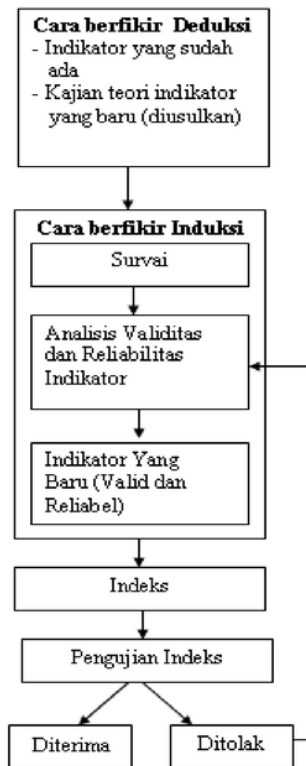 Cara berfikir Deduksi
- Indikator yang sudah
ada
- Kajian teori indikator
yang baru (diusulkan)
Cara berfikir Induksi
Survai
Analisis Validitas
dan Reliabilitas
Indikator
Indikator Yang
Baru (Valid dan
Reliabel)
Indeks
Pengujian Indeks
Diterima
Ditolak